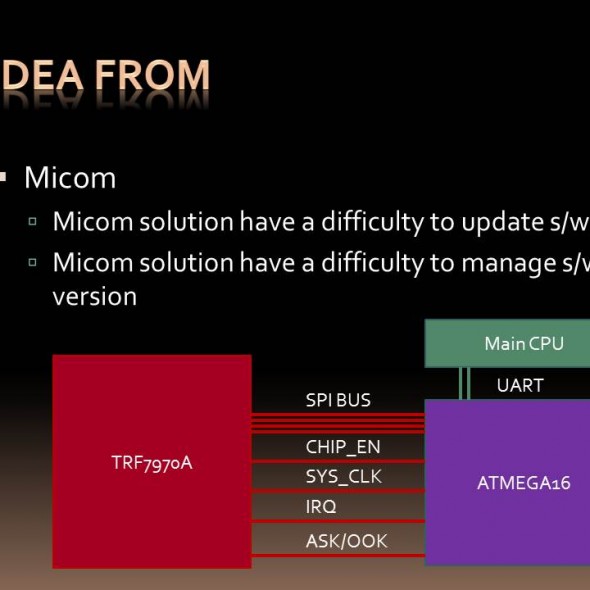 DEA FROM
Micom
Micom solution have a difficulty to update s/w
Micom solution have a difficulty to manage s/w
version
Main CPU
UART
SPI BUS
CHIP_EN
TRF7970A
SYS_CLK
ATMEGA16
IRQ
ASK/OOK